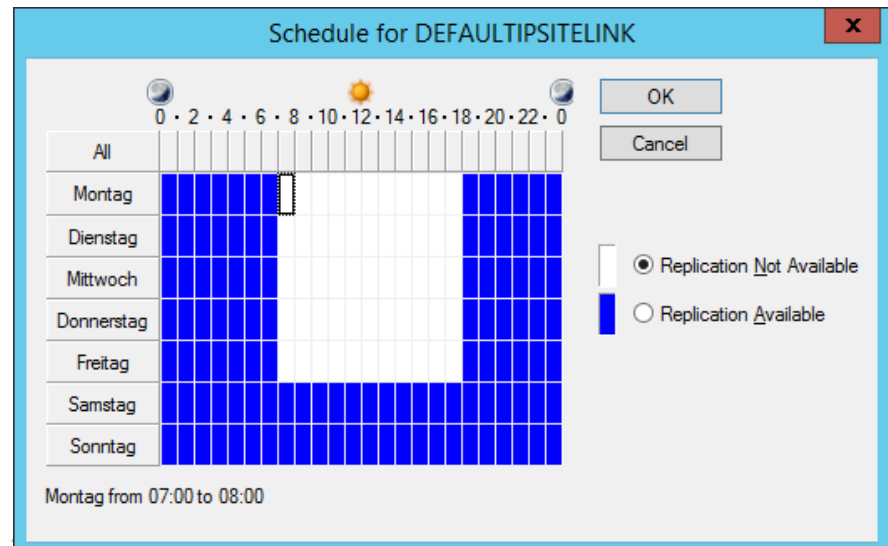 Schedule for DEFAULTIPSITELINK
x
0 · 2 · 4 · 6 · 8 · 10 · 12 · 14 · 16 · 18 · 20 · 22 · 0
OK
Cancel
All
Montag
Dienstag
Mittwoch
Donnerstag
Freitag
Samstag
Sonntag
Replication Not Available
Replication Available
Montag from 07:00 to 08:00